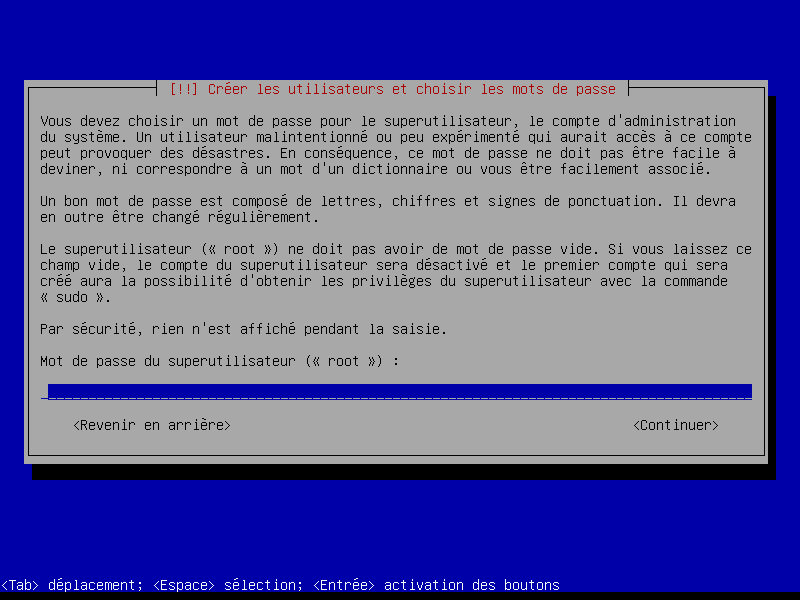 [!!] Créer les utilisateurs et choisir les mots de passe
Vous devez choisir un mot de passe pour le superutilisateur, le compte d'administration
du système. Un utilisateur malintentionné ou peu expérimenté qui aurait accès à ce compte
peut provoquer des désastres. En conséquence, ce mot de passe ne doit pas être facile à
deviner, ni correspondre à un mot d'un dictionnaire ou vous être facilement associé.
Un bon mot de passe est composé de lettres, chiffres et signes de ponctuation. Il devra
en outre être changé régulièrement.
Le superutilisateur (« root ») ne doit pas avoir de mot de passe vide. Si vous laissez ce
champ vide, le compte du superutilisateur sera désactivé et le premier compte qui sera
créé aura la possibilité d'obtenir les privilèges du superutilisateur avec la commande
« sudo ».
Par sécurité, rien n'est affiché pendant la saisie.
Mot de passe du superutilisateur (« root ») :
<Revenir en arrière> <Continuer>
<Tab> déplacement; <Espace> sélection; <Entrée> activation des boutons